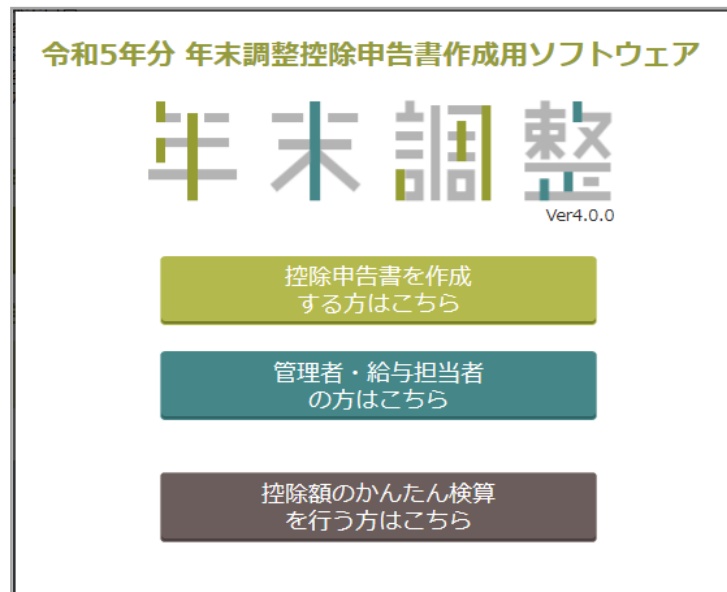 令和5年分 年末調整控除申告書作成用ソフトウェア
年末調整
Ver4.0.0
控除申告書を作成
する方はこちら
管理者・給与担当者
の方はこちら
控除額のかんたん検算
を行う方はこちら